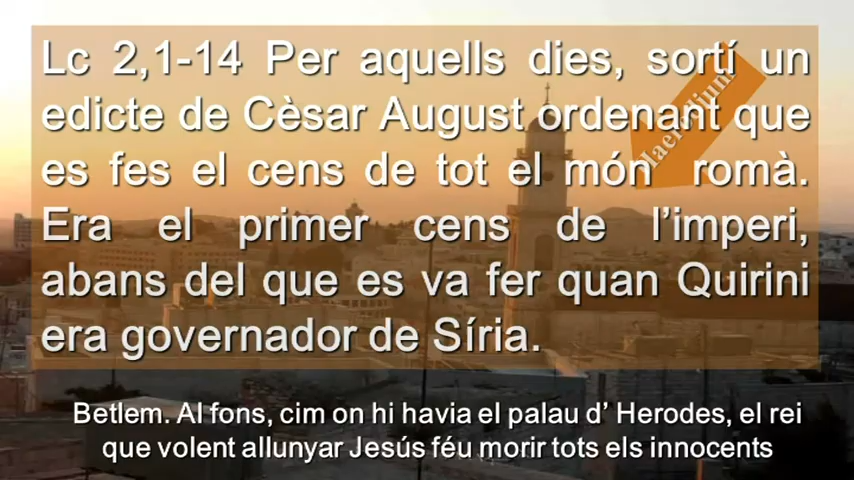 Lc 2,1-14 Per aquells dies, sortí un
edicte de Cèsar August ordenant que
es fes el cens de tot el món romà.
Era el primer cens de l’imperi,
abans del que es va fer quan Quirini
era governador de Síria.
Betlem. Al fons, cim on hi havia el palau d’ Herodes, el rei
que volent allunyar Jesús féu morir tots els innocents